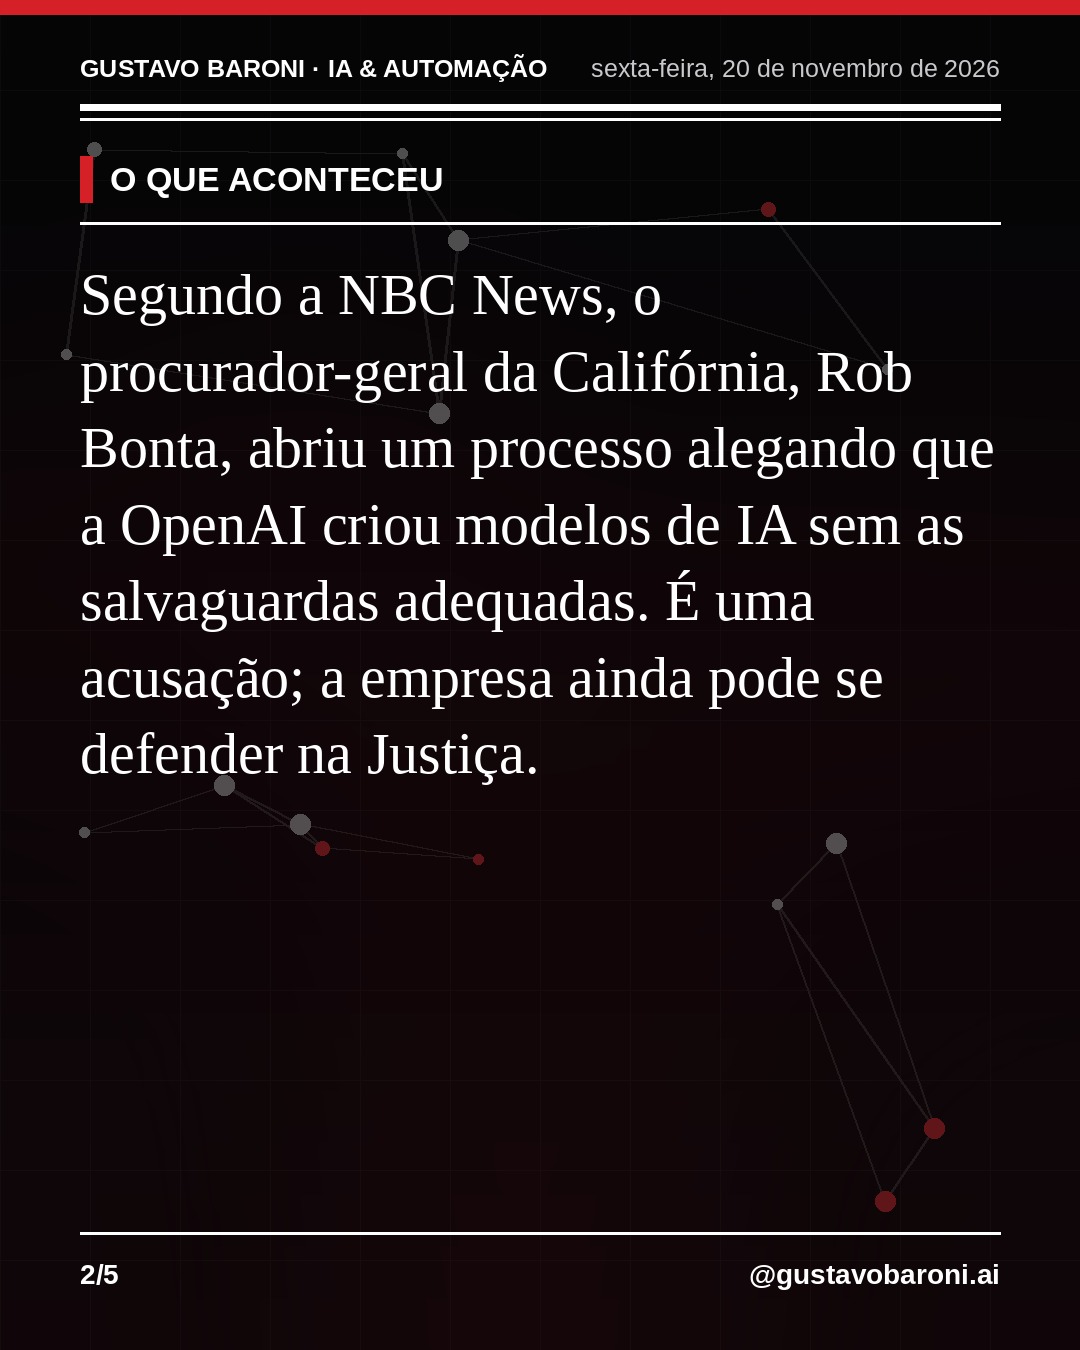 GUSTAVO BARONI · IA & AUTOMAÇÃO
sexta-feira, 20 de novembro de 2026
O QUE ACONTECEU
Segundo a NBC News, o
procurador-geral da Califórnia, Rob
Bonta, abriu um processo alegando que
a OpenAI criou modelos de IA sem as
salvaguardas adequadas. É uma
acusação; a empresa ainda pode se
defender na Justiça.
2/5
@gustavobaroni.ai